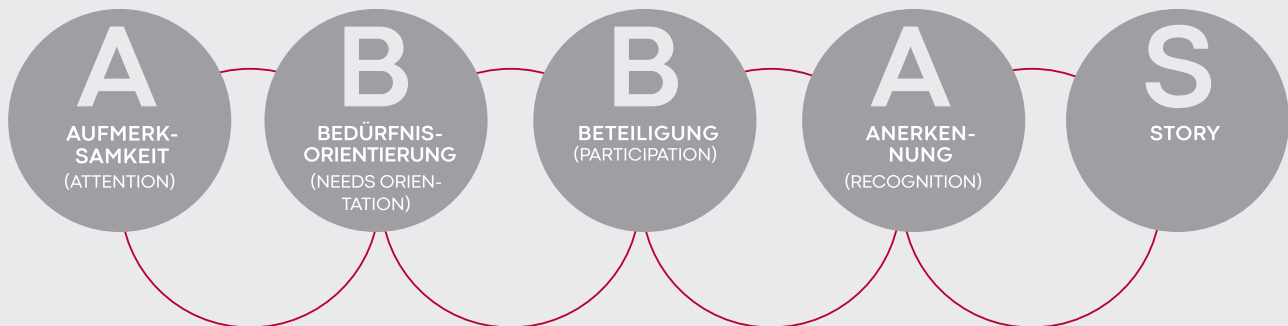 A
AUFMERK-
SAMKEIT
(ATTENTION)
B
BEDÜRFNIS-
ORIENTIERUNG
(NEEDS ORIEN-
TATION)
B
BETEILIGUNG
(PARTICIPATION)
A
ANERKEN-
NUNG
(RECOGNITION)
S
STORY